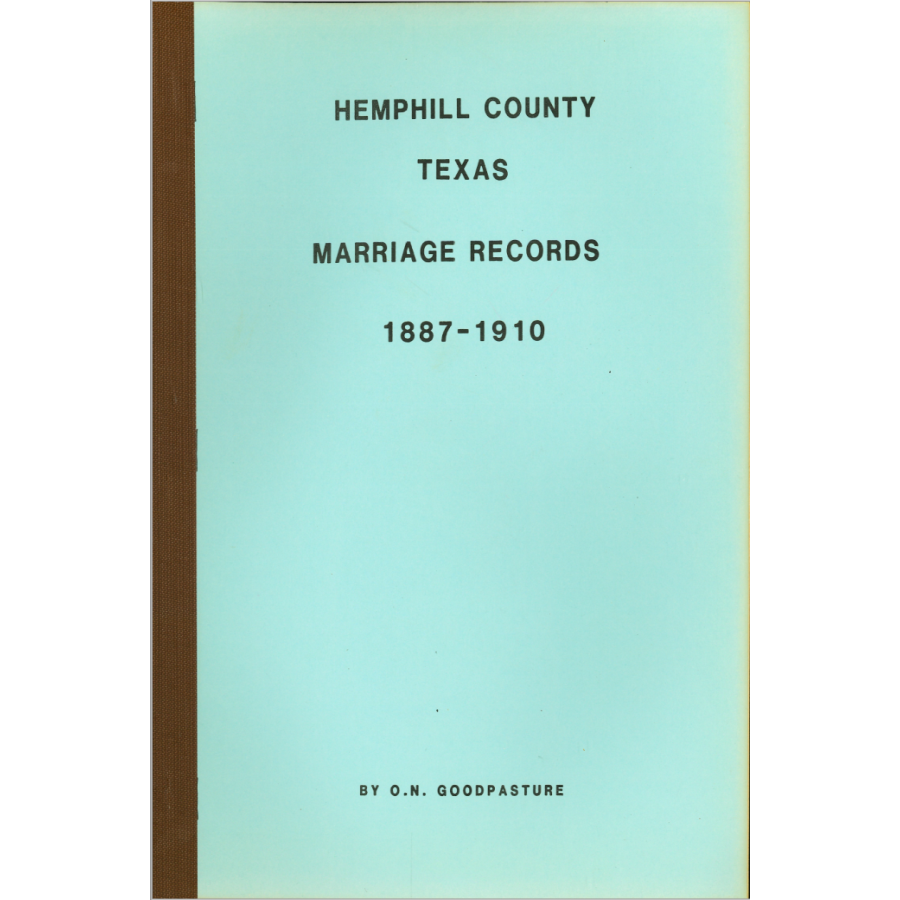 HEMPHILL COUNTY
TEXAS
MARRIAGE RECORDS
1887-1910
BY O.N. GOODPASTURE